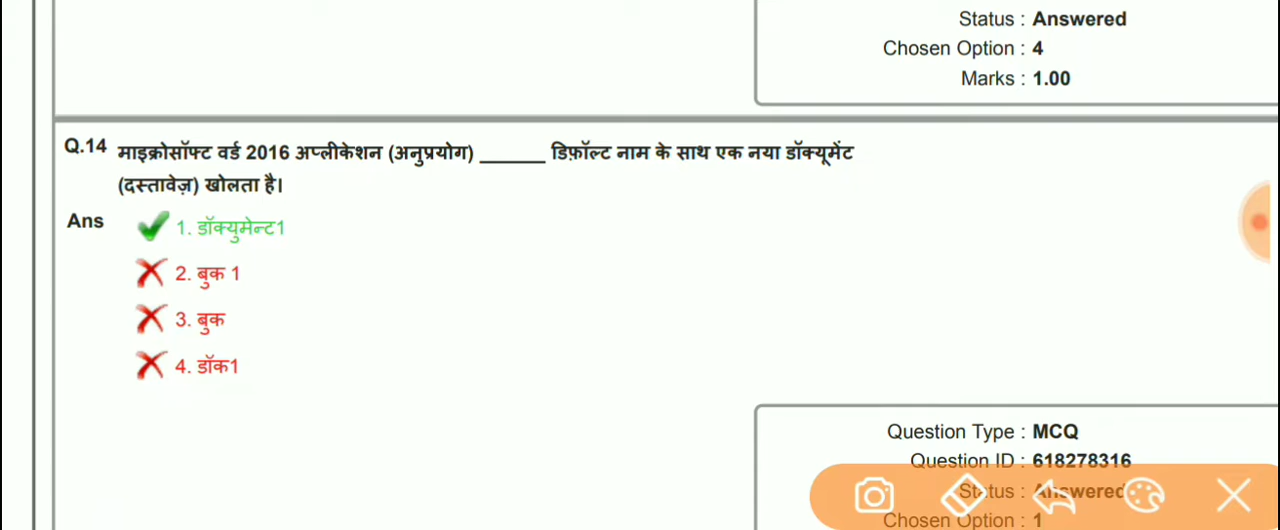 Status : Answered
Chosen Option : 4
Marks : 1.00
Q.14 माइक्रोसॉफ्ट वर्ड 2016 अप्लीकेशन (अनुप्रयोग) ______ डिफ़ॉल्ट नाम के साथ एक नया डॉक्यूमेंट
(दस्तावेज़) खोलता है।
Ans 1. डॉक्युमेन्ट1
2. बुक 1
3. बुक
4. डॉक1
Question Type : MCQ
Question ID : 618278316
Status : Answered
Chosen Option : 1